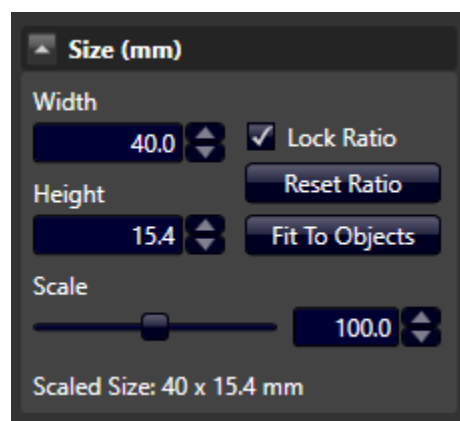 Size (mm)
Width
40.0
Lock Ratio
Reset Ratio
Height
15.4
Fit To Objects
Scale
100.0
Scaled Size: 40 x 15.4 mm